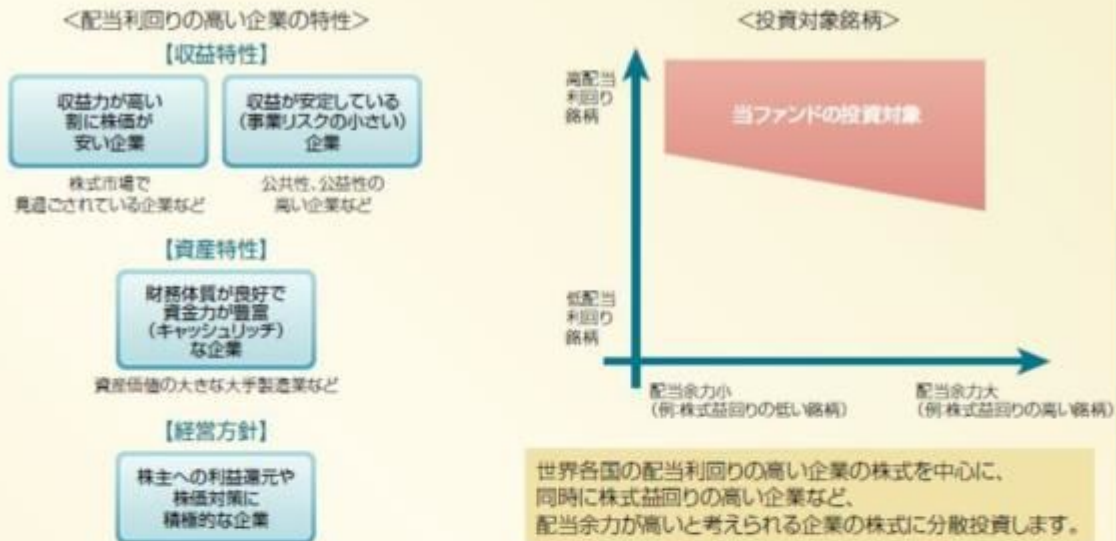 ＜配当利回りの高い企業の特性＞
【収益特性】
収益力が高い
割に株価が
安い企業
収益が安定している
(事業リスクの小さい)
企業
株式市場で
見過ごされている企業など
公共性、公益性の
高い企業など
【資産特性】
財務体質が良好で
資金力が豊富
(キャッシュリッチ)
な企業
資産価値の大きな大手製造業など
【経営方針】
株主への利益還元や
株価対策に
積極的な企業
＜投資対象銘柄＞
高配当
利回り
銘柄
当ファンドの投資対象
低配当
利回り
銘柄
配当余力小
(例:株式益回りの低い銘柄)
配当余力大
(例:株式益回りの高い銘柄)
世界各国の配当利回りの高い企業の株式を中心に、
同時に株式益回りの高い企業など、
配当余力が高いと考えられる企業の株式に分散投資します。